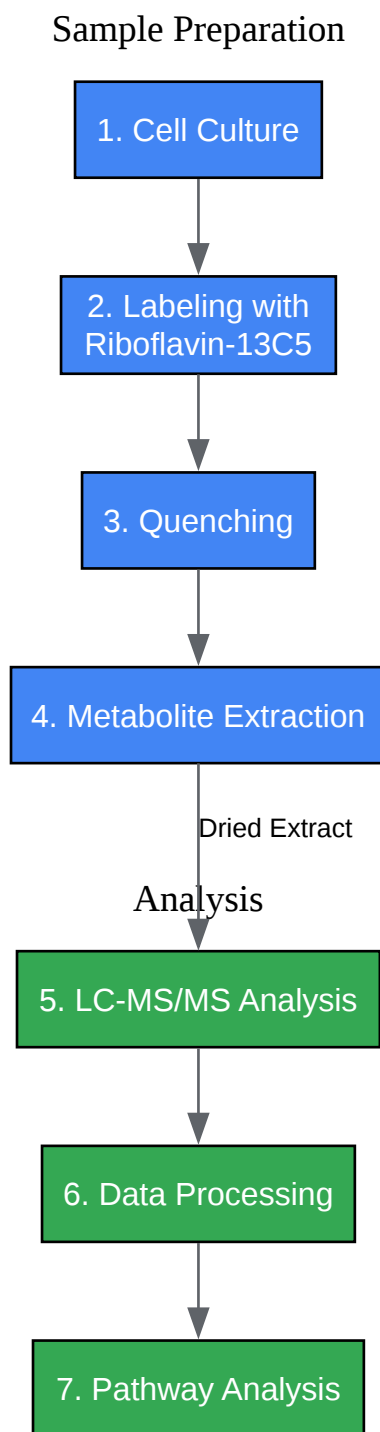 Sample Preparation
1. Cell Culture
2. Labeling with
Riboflavin-13C5
3. Quenching
4. Metabolite Extraction
Dried Extract
Analysis
5. LC-MS/MS Analysis
6. Data Processing
7. Pathway Analysis